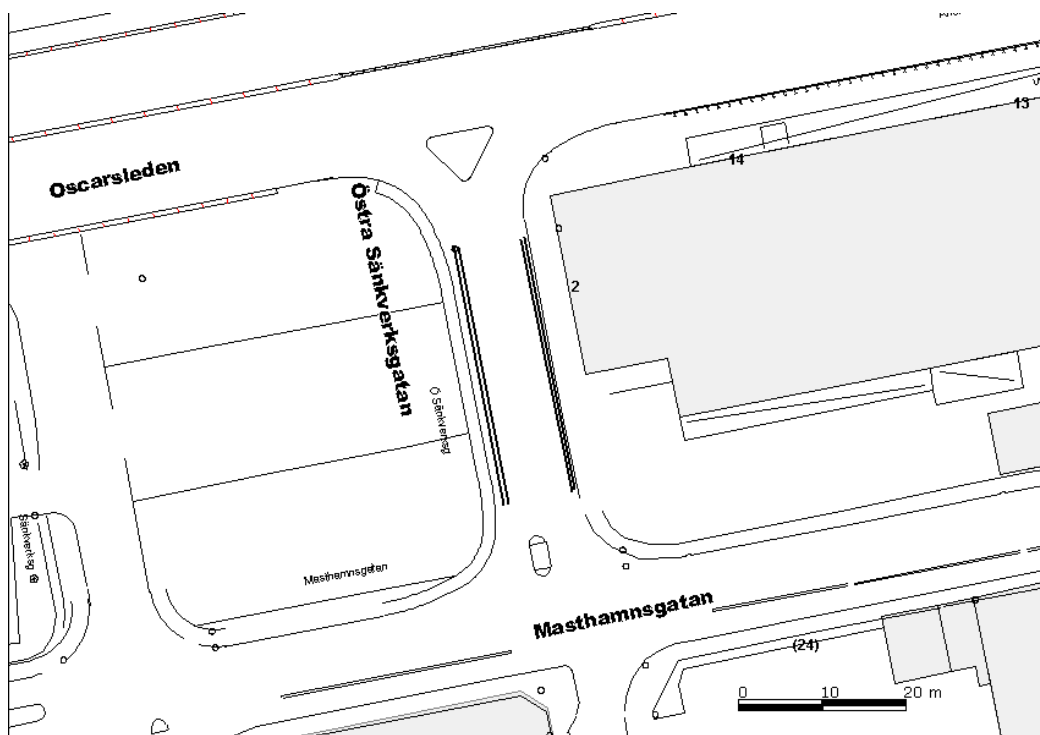 13
14
Oscarsleden
Östra Sänkverksgatan
2
Ö Sänkverksg
Sänkverksg
Masthamnsgatan
Masthamnsgatan
(24)
0 10 20 m